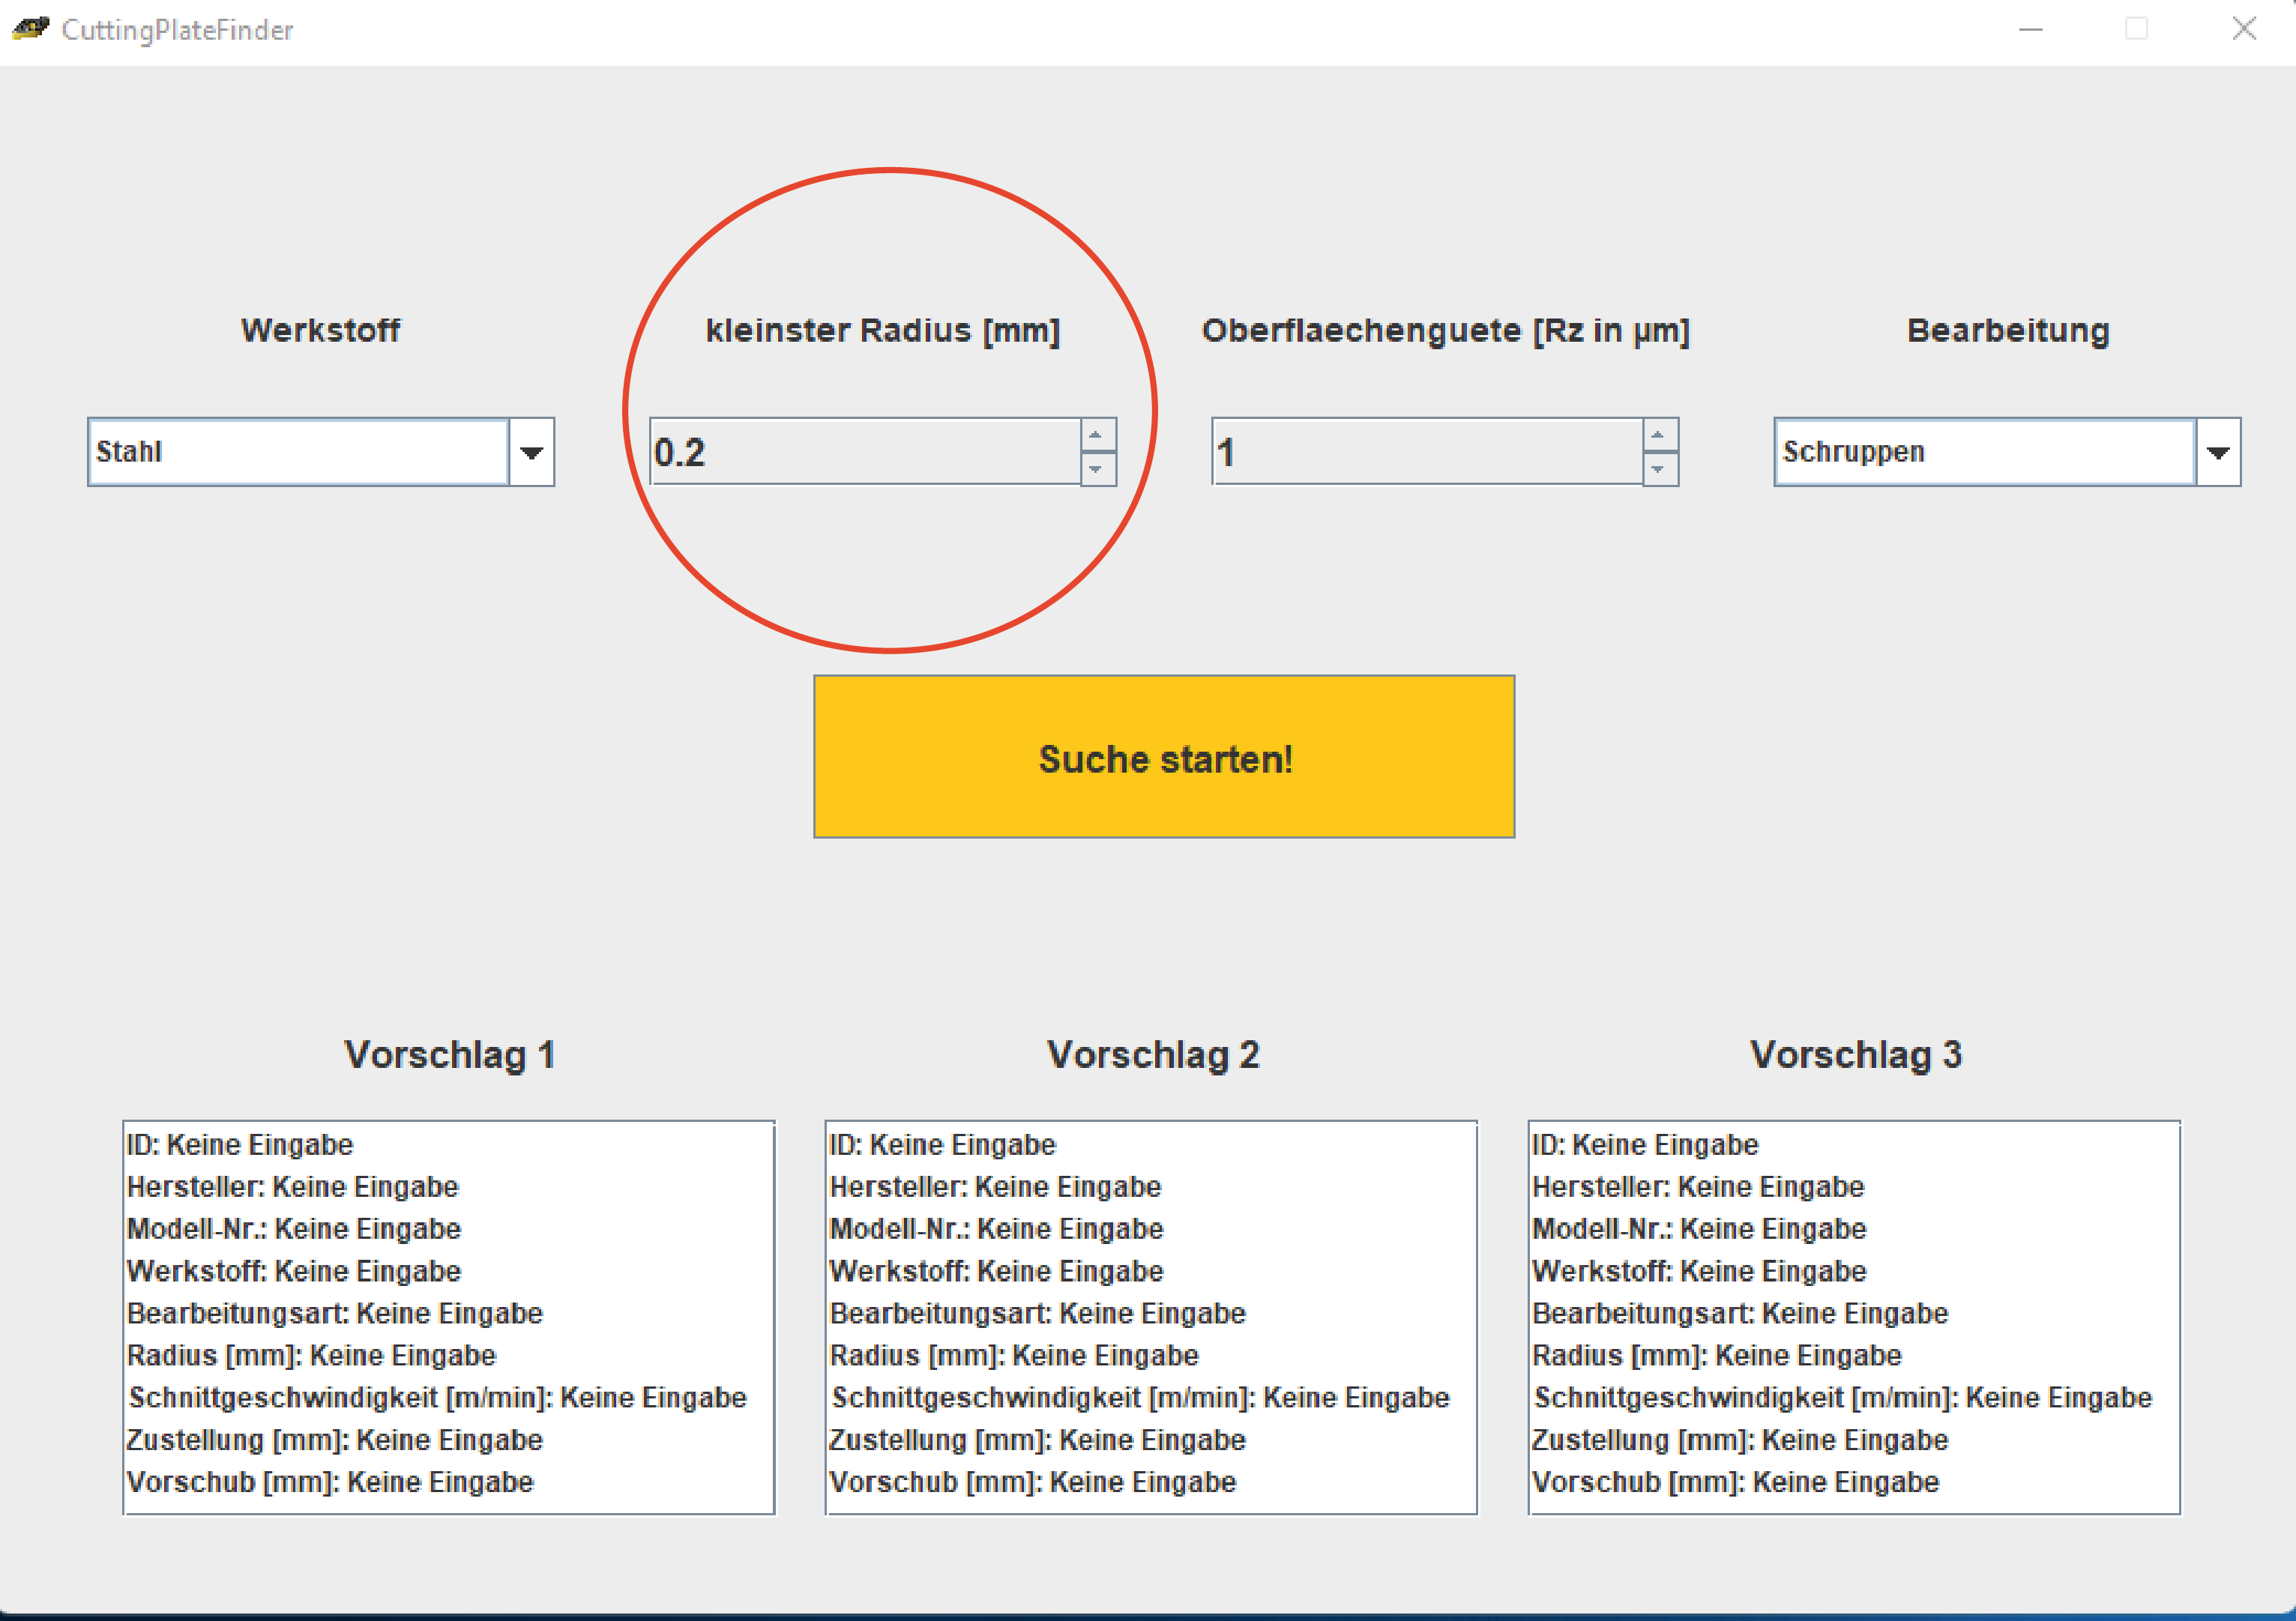 CuttingPlateFinder
Werkstoff
kleinster Radius [mm]
Oberflaechenguete [Rz in µm]
Bearbeitung
Stahl
0.2
1
Schruppen
Suche starten!
Vorschlag 1
ID: Keine Eingabe
Hersteller: Keine Eingabe
Modell-Nr.: Keine Eingabe
Werkstoff: Keine Eingabe
Bearbeitungsart: Keine Eingabe
Radius [mm]: Keine Eingabe
Schnittgeschwindigkeit [m/min]: Keine Eingabe
Zustellung [mm]: Keine Eingabe
Vorschub [mm]: Keine Eingabe
Vorschlag 2
ID: Keine Eingabe
Hersteller: Keine Eingabe
Modell-Nr.: Keine Eingabe
Werkstoff: Keine Eingabe
Bearbeitungsart: Keine Eingabe
Radius [mm]: Keine Eingabe
Schnittgeschwindigkeit [m/min]: Keine Eingabe
Zustellung [mm]: Keine Eingabe
Vorschub [mm]: Keine Eingabe
Vorschlag 3
ID: Keine Eingabe
Hersteller: Keine Eingabe
Modell-Nr.: Keine Eingabe
Werkstoff: Keine Eingabe
Bearbeitungsart: Keine Eingabe
Radius [mm]: Keine Eingabe
Schnittgeschwindigkeit [m/min]: Keine Eingabe
Zustellung [mm]: Keine Eingabe
Vorschub [mm]: Keine Eingabe